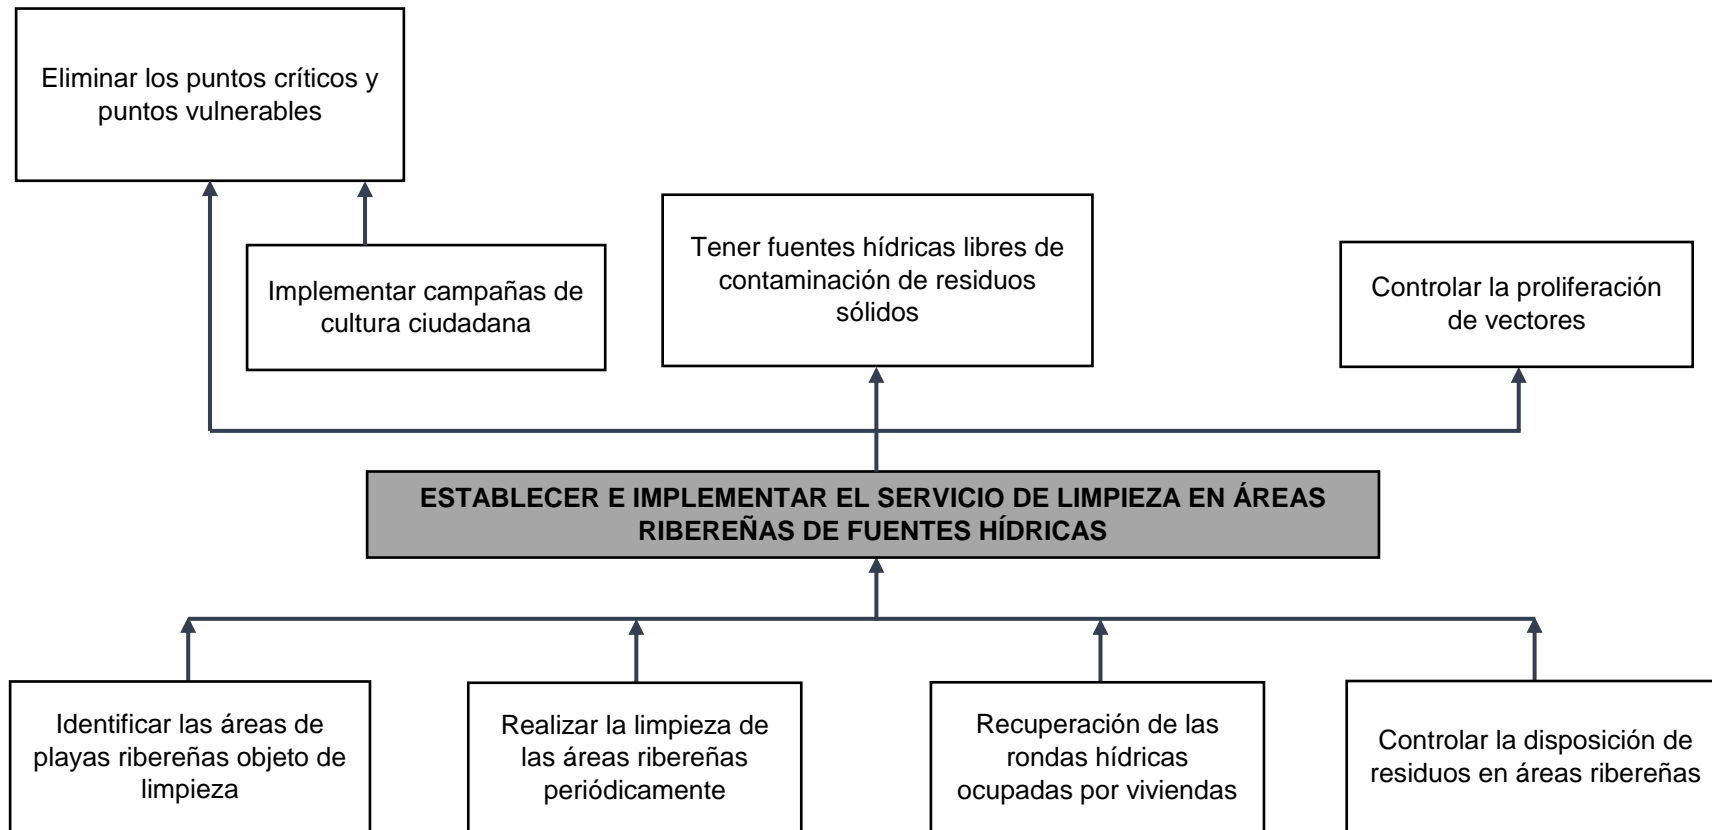 Eliminar los puntos críticos y
puntos vulnerables
Implementar campañas de
cultura ciudadana
Tener fuentes hídricas libres de
contaminación de residuos
sólidos
Controlar la proliferación
de vectores
ESTABLECER E IMPLEMENTAR EL SERVICIO DE LIMPIEZA EN ÁREAS
RIBEREÑAS DE FUENTES HÍDRICAS
Identificar las áreas de
playas ribereñas objeto de
limpieza
Realizar la limpieza de
las áreas ribereñas
periódicamente
Recuperación de las
rondas hídricas
ocupadas por viviendas
Controlar la disposición de
residuos en áreas ribereñas